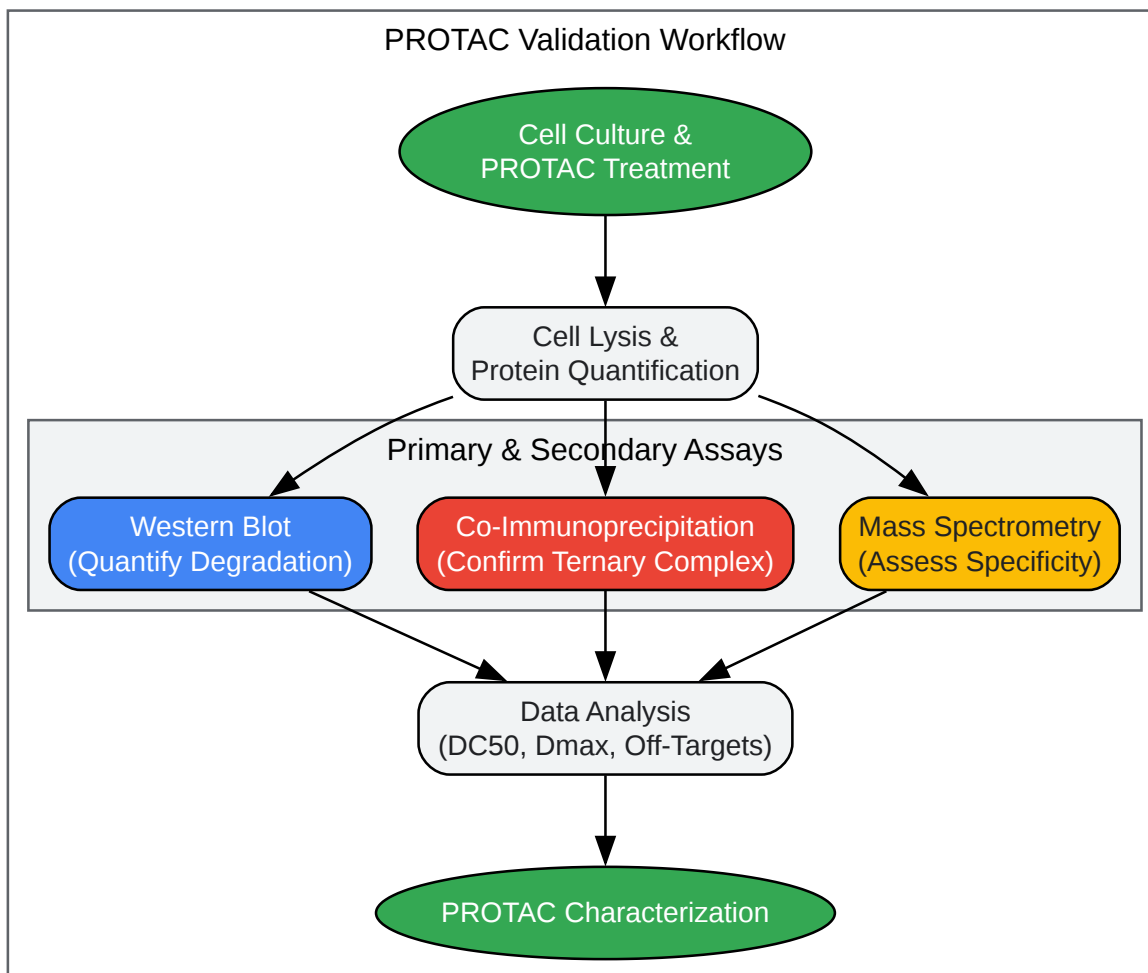 PROTAC Validation Workflow
Cell Culture &
PROTAC Treatment
Cell Lysis &
Protein Quantification
Primary & Secondary Assays
Western Blot
(Quantify Degradation)
Co-Immunoprecipitation
(Confirm Ternary Complex)
Mass Spectrometry
(Assess Specificity)
Data Analysis
(DC50, Dmax, Off-Targets)
PROTAC Characterization